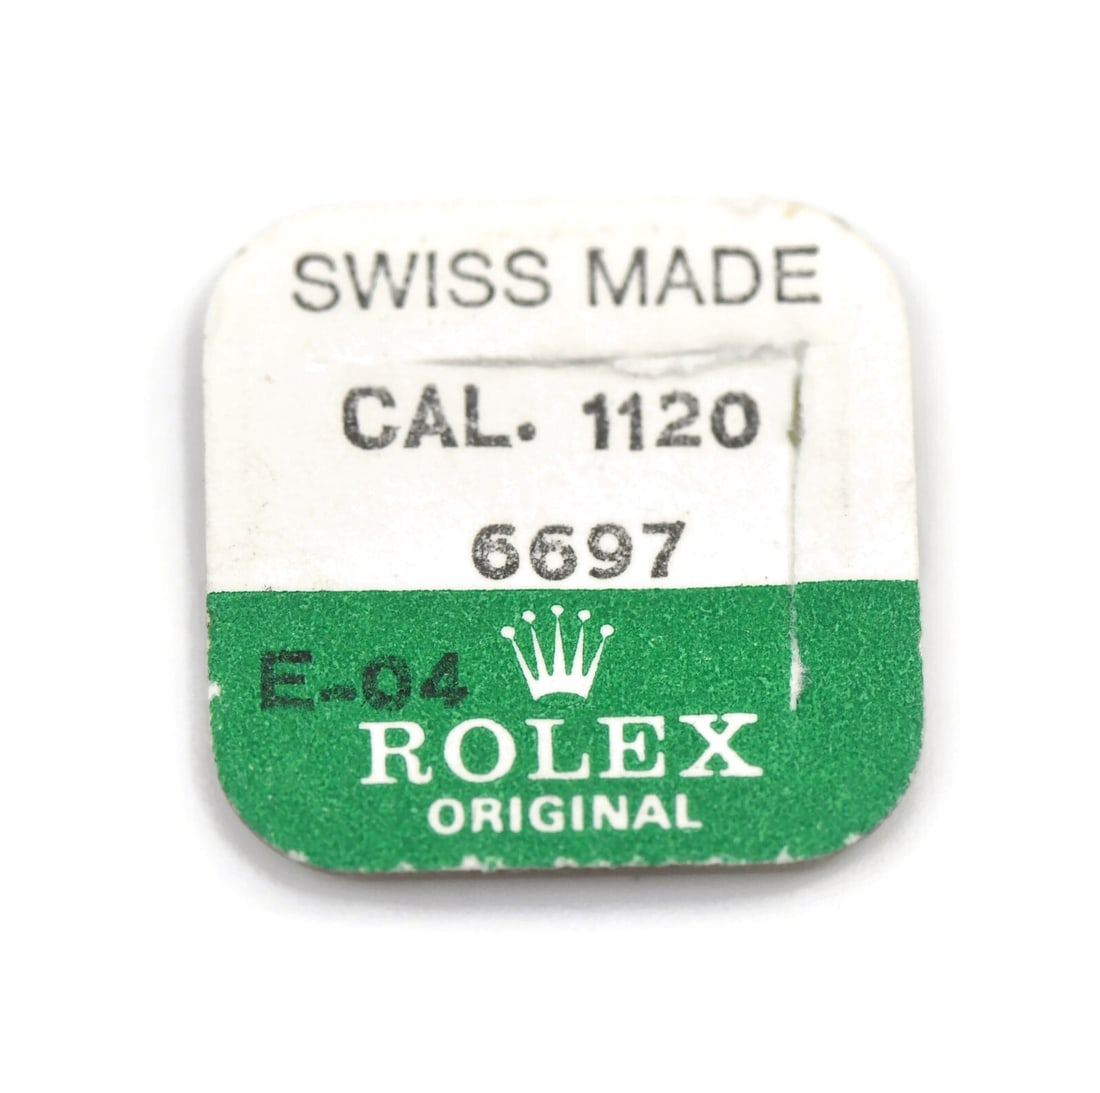 SWISS MADE
CAL. 1120
6697
E-04
ROLEX
ORIGINAL